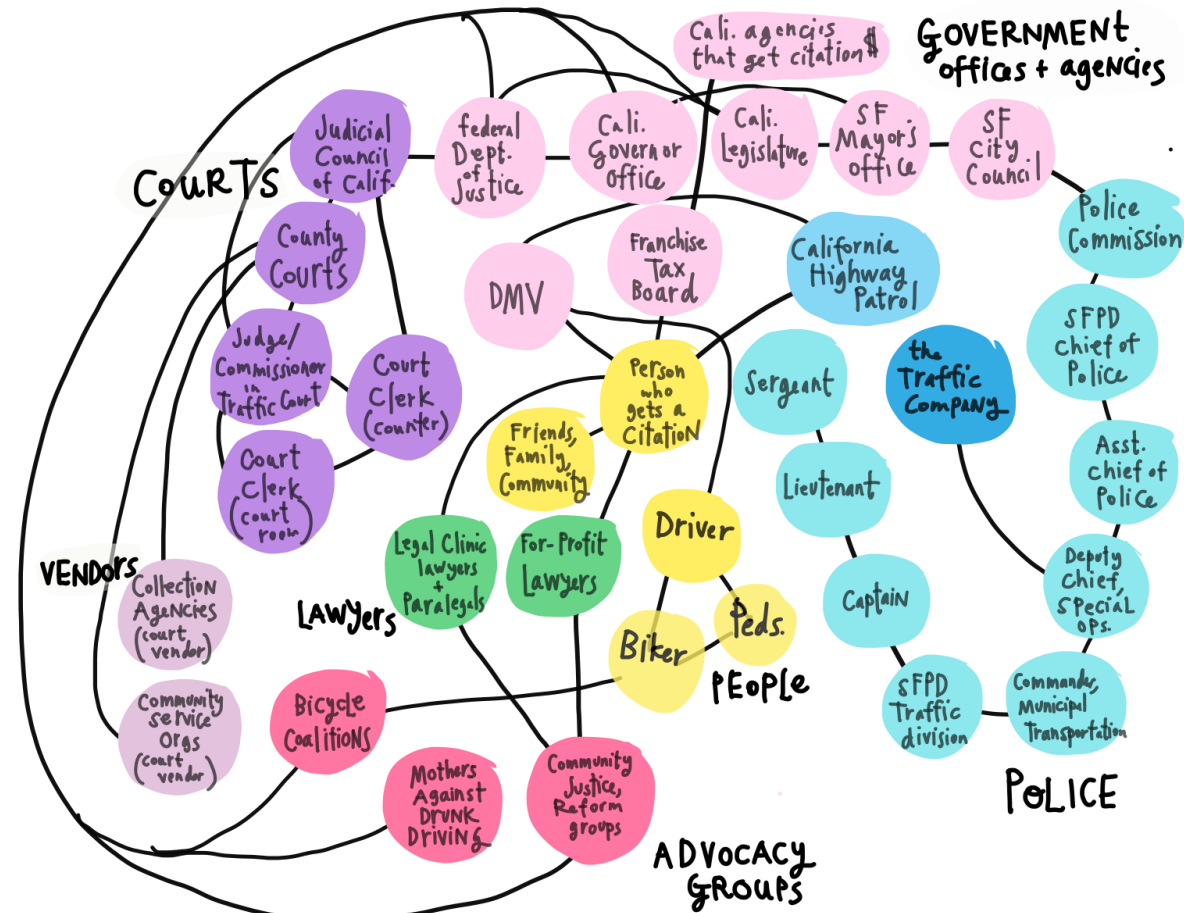 GOVERNMENT
offices + agencies
Cali. agencies
that get citation $
COURTS
Judicial
Council
of Calif.
federal
Dept.
of
Justice
Cali.
Governor
Office
Cali.
Legislature
SF
Mayor's
office
SF
City
Council
Police
Commission
County
Courts
DMV
Franchise
Tax
Board
California
Highway
Patrol
SFPD
Chief of
Police
Judge/
Commissioner
in
Traffic Court
Court
Clerk
(counter)
Person
who
gets a
Citation
Sergeant
the
Traffic
Company
Friends,
Family,
Community
Court
Clerk
(court
room)
Lieutenant
Asst.
chief of
Police
VENDORS
Collection
Agencies
(court
vendor)
LAWyers
Legal Clinic
lawyers
+
Paralegals
For-Profit
Lawyers
Driver
Peds.
Biker
PEOPLE
Captain
Deputy
Chief,
Special
ops.
Community
Service
Orgs
(court
vendor)
Bicycle
Coalitions
SFPD
Traffic
division
Commander,
Municipal
Transportation
POLICE
Mothers
Against
Drunk
Driving
Community
Justice,
Reform
groups
ADVOCACY
GROUPS